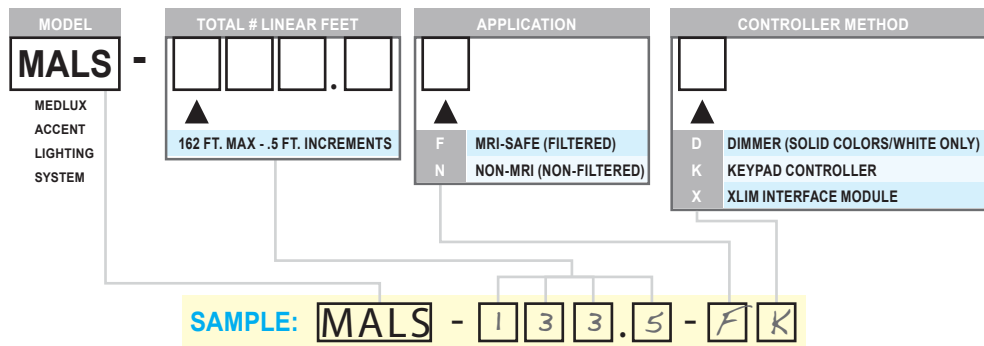 MODEL
TOTAL # LINEAR FEET
APPLICATION
CONTROLLER METHOD
MALS -
.
MEDLUX
ACCENT
LIGHTING
SYSTEM
162 FT. MAX - .5 FT. INCREMENTS
F MRI-SAFE (FILTERED)
N NON-MRI (NON-FILTERED)
D DIMMER (SOLID COLORS/WHITE ONLY)
K KEYPAD CONTROLLER
X XLIM INTERFACE MODULE
SAMPLE: MALS - 1 3 3 . 5 - F K